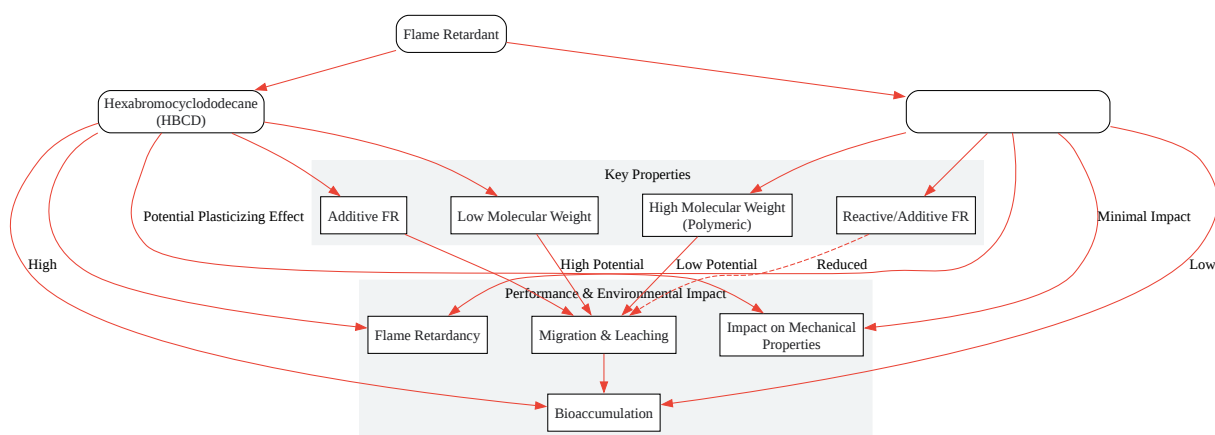 Flame Retardant
Hexabromocyclododecane
(HBCD)
Key Properties
Potential Plasticizing Effect
Additive FR
Low Molecular Weight
High Molecular Weight
(Polymeric)
Reactive/Additive FR
Minimal Impact
High
High Potential
Low Potential
Reduced
Low
Performance & Environmental Impact
Flame Retardancy
Migration & Leaching
Impact on Mechanical
Properties
Bioaccumulation